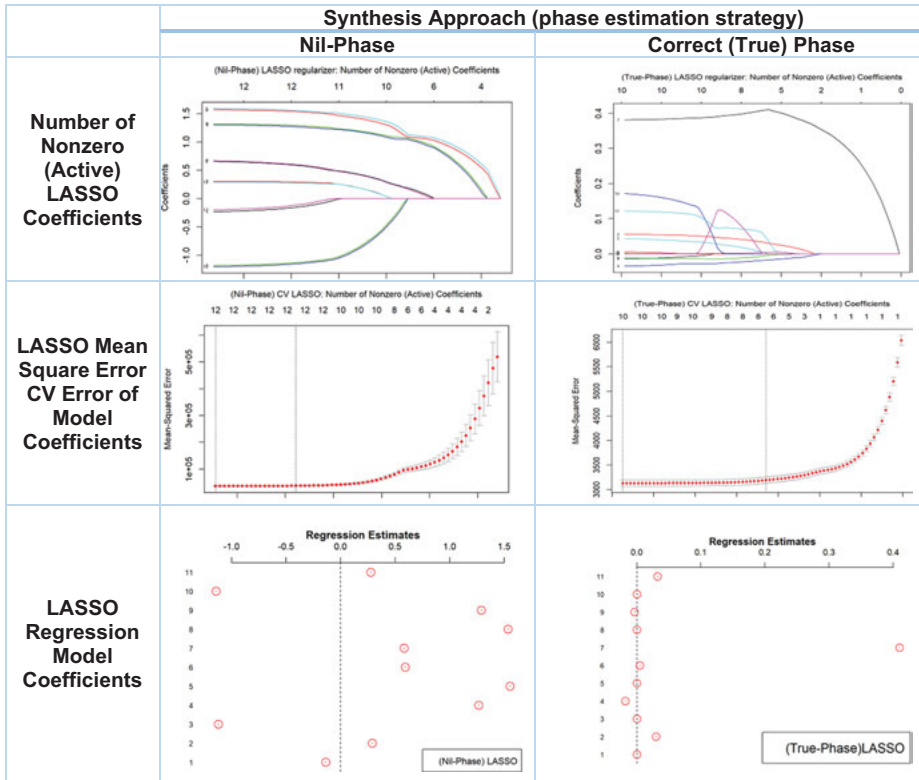 Synthesis Approach (phase estimation strategy)
Nil-Phase
Correct (True) Phase
Number of
Nonzero
(Active)
LASSO
Coefficients
(Nil-Phase) LASSO regularizer: Number of Nonzero (Active) Coefficients
12 12 11 9 6 4
Coefficients
1.5
1.0
0.5
0.0
-0.5
-1.0
(True-Phase) LASSO regularizer: Number of Nonzero (Active) Coefficients
10 10 10 8 5 2 1 0
Coefficients
0.4
0.3
0.2
0.1
0.0
LASSO Mean
Square Error
CV Error of
Model
Coefficients
(Nil-Phase) CV LASSO: Number of Nonzero (Active) Coefficients
12 12 12 12 12 12 10 10 10 8 6 4 4 4 4 2
Mean-Squared Error
5e+05
3e+05
1e+05
(True-Phase) CV LASSO: Number of Nonzero (Active) Coefficients
10 10 9 10 9 10 8 8 6 6 5 3 1 1 1 1 1
Mean-Squared Error
6000
5500
5000
4500
4000
3500
3000
LASSO
Regression
Model
Coefficients
Regression Estimates
-1.0 -0.5 0.0 0.5 1.0 1.5
11
10
9
8
7
6
5
4
3
2
1
(Nil-Phase) LASSO
Regression Estimates
0.0 0.1 0.2 0.3 0.4
11
10
9
8
7
6
5
4
3
2
1
(True-Phase)LASSO